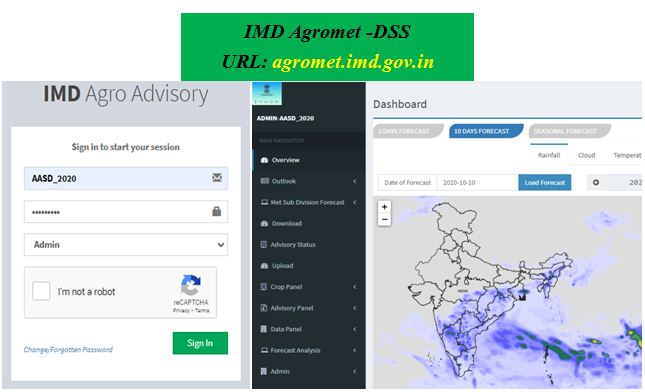 IMD Agromet -DSS
URL: agromet.imd.gov.in
IMD Agro Advisory
Sign in to start your session
AASD_2020
Admin
I'm not a robot
reCAPTCHA
Privacy - Terms
Change/Forgotten Password
Sign In
ADMIN-AASD_2020
MAIN NAVIGATION
Overview
Outlook
Met Sub Division Forecast
Download
Advisory Status
Upload
Crop Panel
Advisory Panel
Data Panel
Forecast Analysis
Admin
Dashboard
3 DAYS FORECAST
10 DAYS FORECAST
SEASONAL FORECAST
Rainfall
Cloud
Temperat
Date of Forecast
2020-10-10
Load Forecast
202
+
−
INDIA